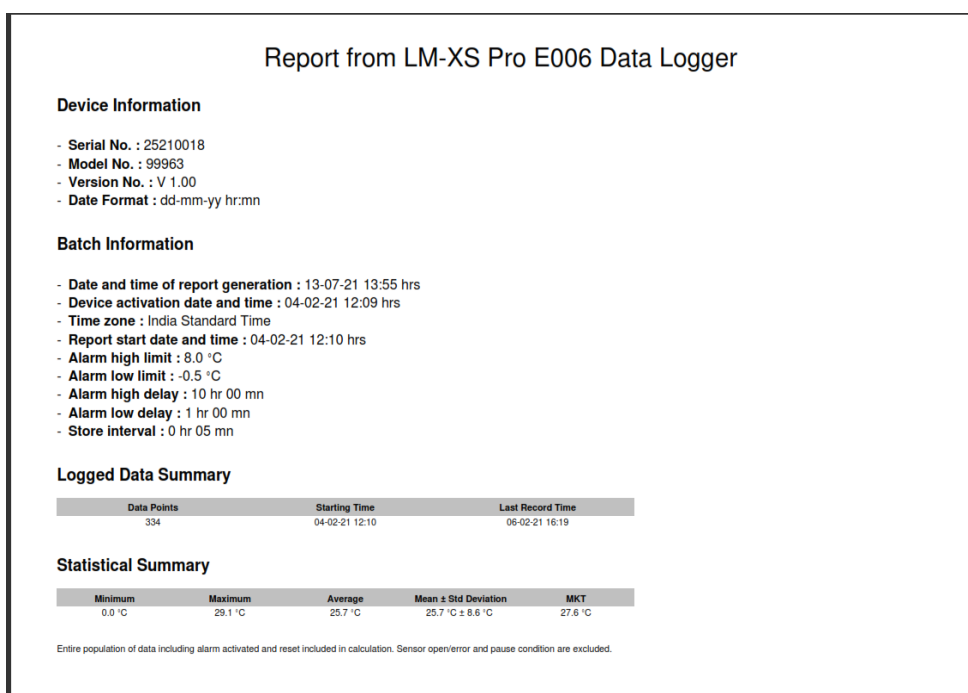 Report from LM-XS Pro E006 Data Logger
Device Information
- Serial No. : 25210018
- Model No. : 99963
- Version No. : V 1.00
- Date Format : dd-mm-yy hr:mn
Batch Information
- Date and time of report generation : 13-07-21 13:55 hrs
- Device activation date and time : 04-02-21 12:09 hrs
- Time zone : India Standard Time
- Report start date and time : 04-02-21 12:10 hrs
- Alarm high limit : 8.0 °C
- Alarm low limit : -0.5 °C
- Alarm high delay : 10 hr 00 mn
- Alarm low delay : 1 hr 00 mn
- Store interval : 0 hr 05 mn
Logged Data Summary
Data Points Starting Time Last Record Time
334 04-02-21 12:10 06-02-21 16:19
Statistical Summary
Minimum Maximum Average Mean ± Std Deviation MKT
0.0 °C 29.1 °C 25.7 °C 25.7 °C ± 8.6 °C 27.6 °C
Entire population of data including alarm activated and reset included in calculation. Sensor open/error and pause condition are excluded.